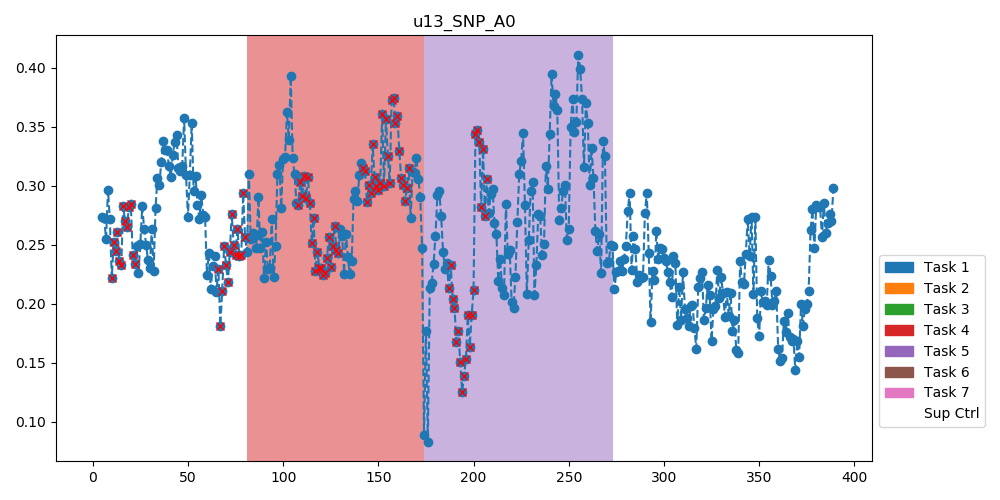 u13_SNP_A0
0.40
0.35
0.30
0.25
0.20
0.15
0.10
0 50 100 150 200 250 300 350 400
Task 1
Task 2
Task 3
Task 4
Task 5
Task 6
Task 7
Sup Ctrl